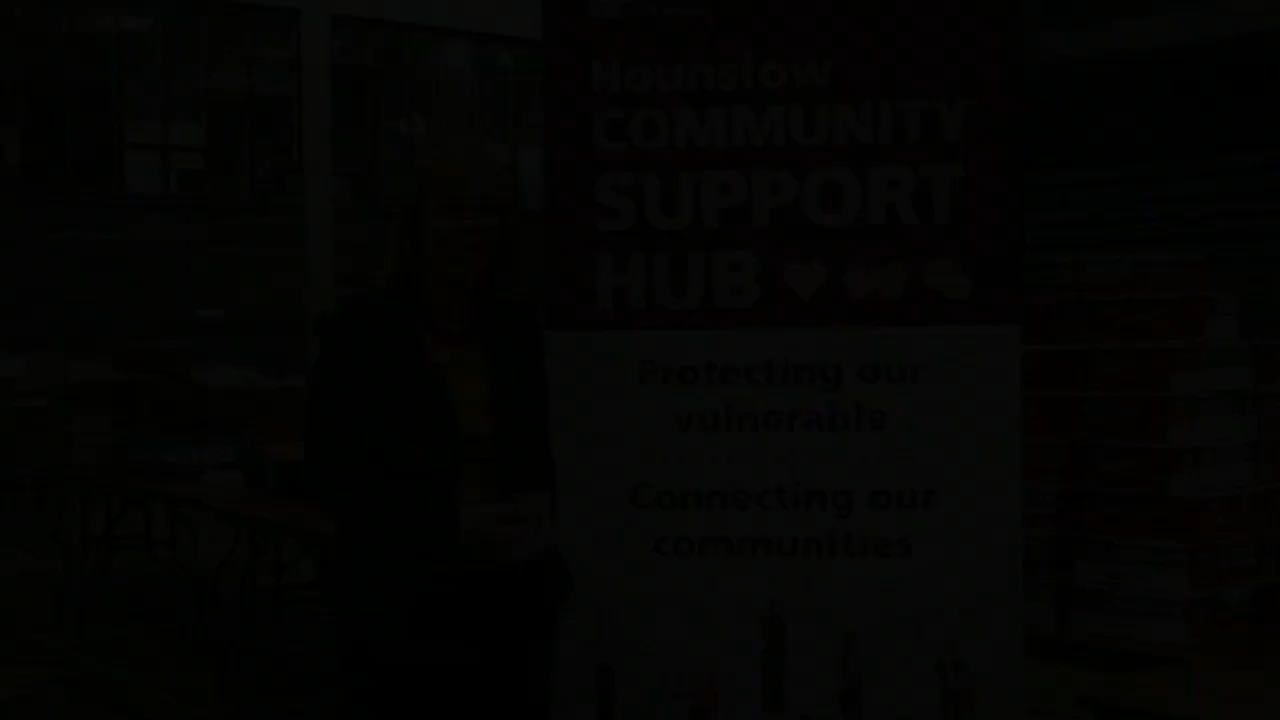 Hounslow
COMMUNITY
SUPPORT
HUB
Protecting our
vulnerable
Connecting our
communities